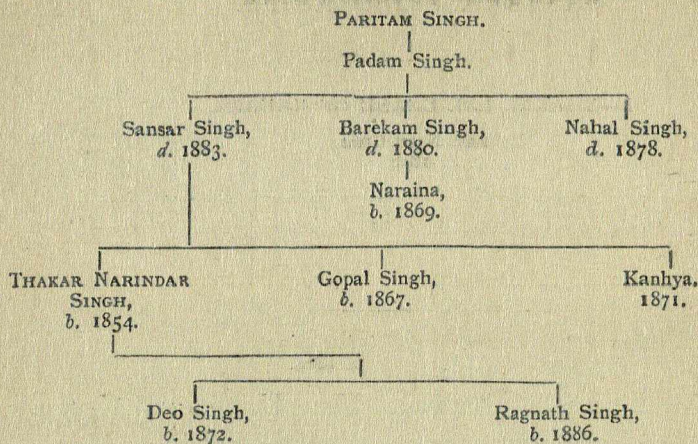 PARITAM SINGH.
Padam Singh.
Sansar Singh,
d. 1883.
Barekam Singh,
d. 1880.
Nahal Singh,
d. 1878.
Naraina,
b. 1869.
THAKAR NARINDAR
SINGH,
b. 1854.
Gopal Singh,
b. 1867.
Kanhya.
1871.
Deo Singh,
b. 1872.
Ragnath Singh,
b. 1886.